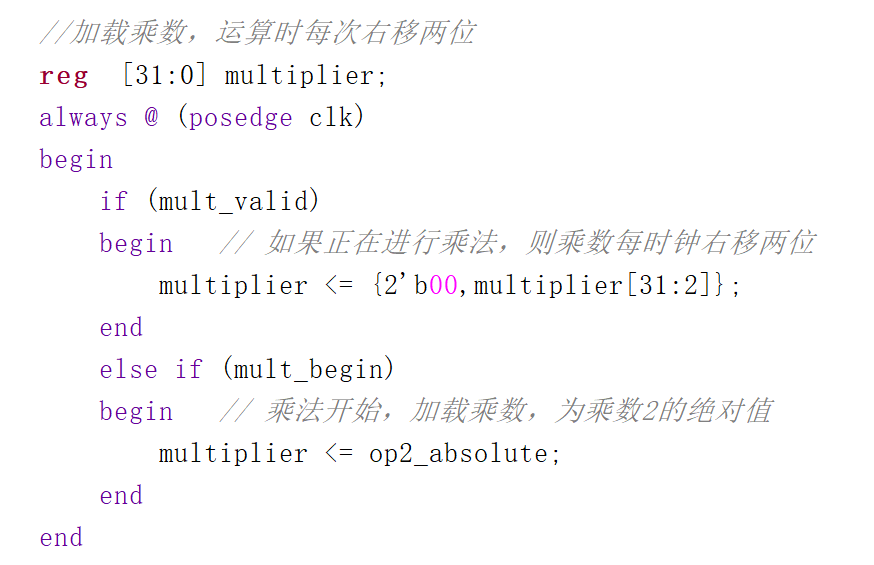 //加载乘数，运算时每次右移两位
reg  [31:0] multiplier;
always @ (posedge clk)
begin
    if (mult_valid)
    begin   // 如果正在进行乘法，则乘数每时钟右移两位
        multiplier <= {2'b00,multiplier[31:2]};
    end
    else if (mult_begin)
    begin   // 乘法开始，加载乘数，为乘数2的绝对值
        multiplier <= op2_absolute;
    end
end